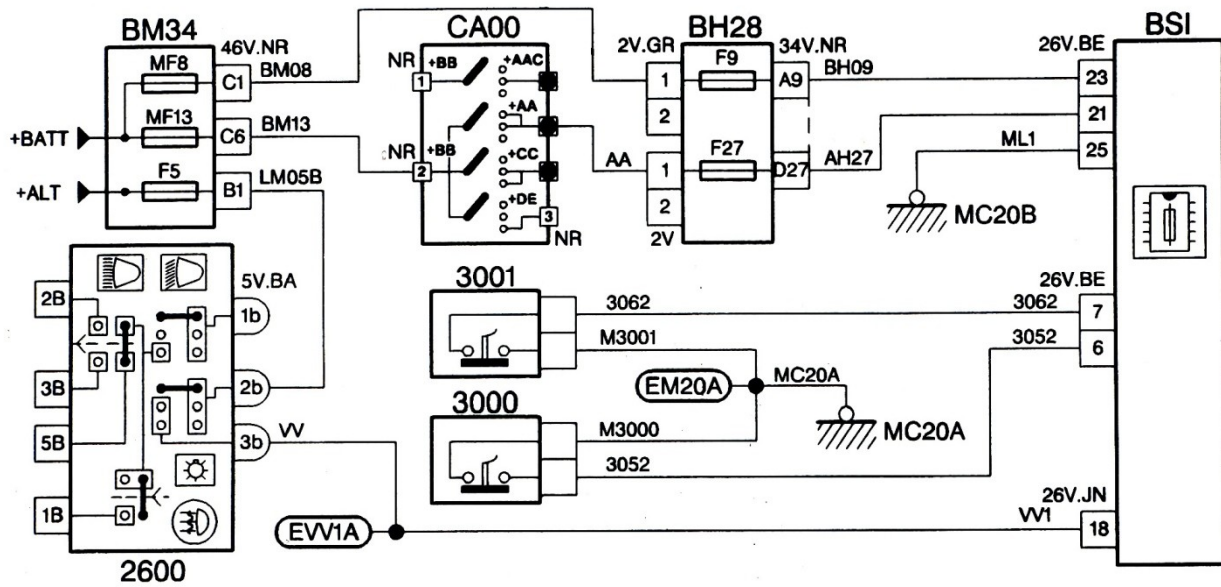 BM34
46V.NR
+BATT
+ALT
MF8
MF13
F5
C1
C6
B1
BM08
BM13
LM05B
CA00
NR
1
+BB
+AAC
+AA
NR
2
+BB
+CC
+DE
3
NR
AA
BH28
2V.GR
34V.NR
1
2
F9
A9
BH09
1
2
F27
D27
AH27
2V
BSI
26V.BE
23
21
25
ML1
MC20B
2600
5V.BA
2B
3B
5B
1B
1b
2b
3b
VV
3001
3062
M3001
3062
3052
26V.BE
7
6
EM20A
MC20A
MC20A
3000
M3000
3052
EVV1A
26V.JN
VV1
18